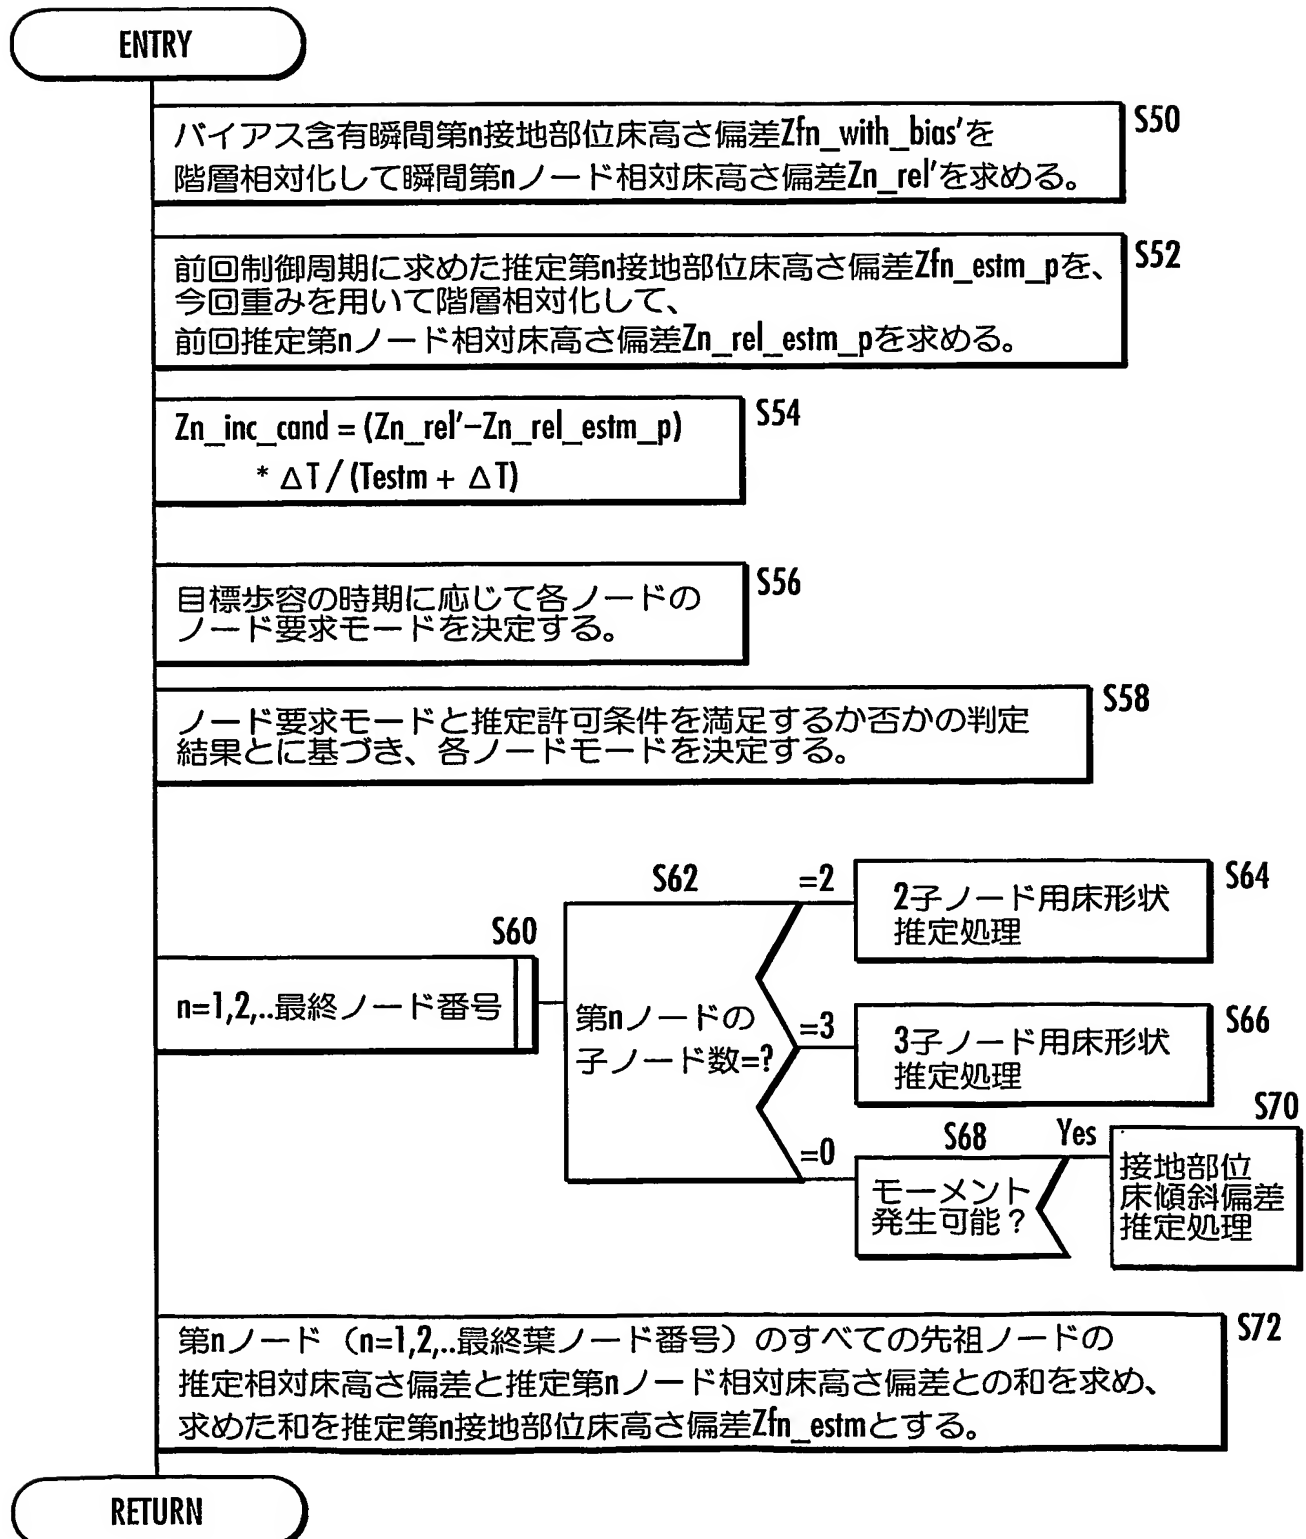 ENTRY
S50
バイアス含有瞬間第n接地部位床高さ偏差Zfn_with_bias'を
階層相対化して瞬間第nノード相対床高さ偏差Zn_rel'を求める。
S52
前回制御周期に求めた推定第n接地部位床高さ偏差Zfn_estm_pを、
今回重みを用いて階層相対化して、
前回推定第nノード相対床高さ偏差Zn_rel_estm_pを求める。
S54
Zn_inc_cand = (Zn_rel'−Zn_rel_estm_p)
* ΔT / (Testm + ΔT)
S56
目標歩容の時期に応じて各ノードの
ノード要求モードを決定する。
S58
ノード要求モードと推定許可条件を満足するか否かの判定
結果とに基づき、各ノードモードを決定する。
S60
n=1,2,..最終ノード番号
S62
第nノードの
子ノード数=?
=2
S64
2子ノード用床形状
推定処理
=3
S66
3子ノード用床形状
推定処理
=0
S68
モーメント
発生可能？
Yes
S70
接地部位
床傾斜偏差
推定処理
S72
第nノード（n=1,2,..最終葉ノード番号）のすべての先祖ノードの
推定相対床高さ偏差と推定第nノード相対床高さ偏差との和を求め、
求めた和を推定第n接地部位床高さ偏差Zfn_estmとする。
RETURN